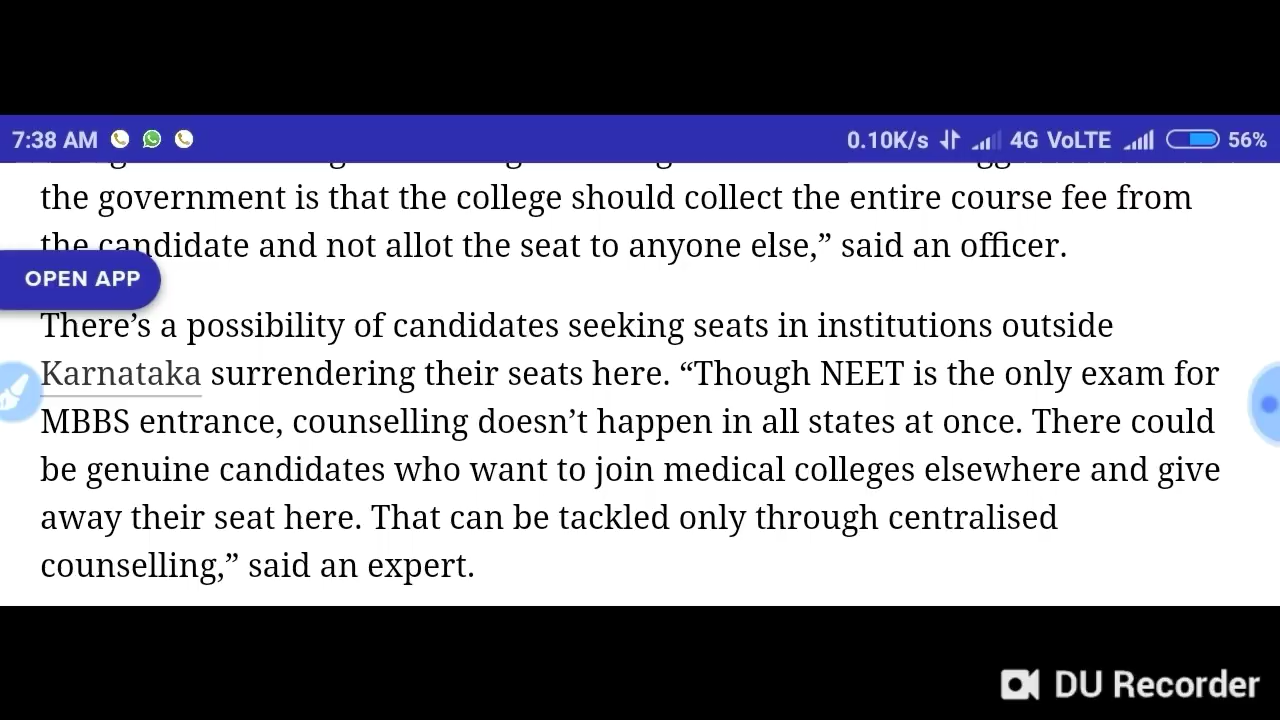 7:38 AM 0.10K/s 4G VoLTE 56%
the government is that the college should collect the entire course fee from
the candidate and not allot the seat to anyone else,” said an officer.
OPEN APP
There’s a possibility of candidates seeking seats in institutions outside
Karnataka surrendering their seats here. “Though NEET is the only exam for
MBBS entrance, counselling doesn’t happen in all states at once. There could
be genuine candidates who want to join medical colleges elsewhere and give
away their seat here. That can be tackled only through centralised
counselling,” said an expert.
DU Recorder